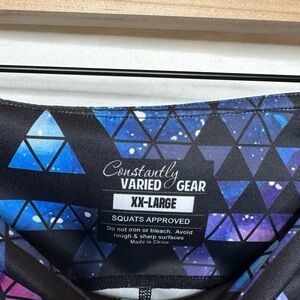 Constantly
VARIED GEAR
XX-LARGE
SQUATS APPROVED
Do not iron or bleach. Avoid
rough & sharp surfaces
Made in China